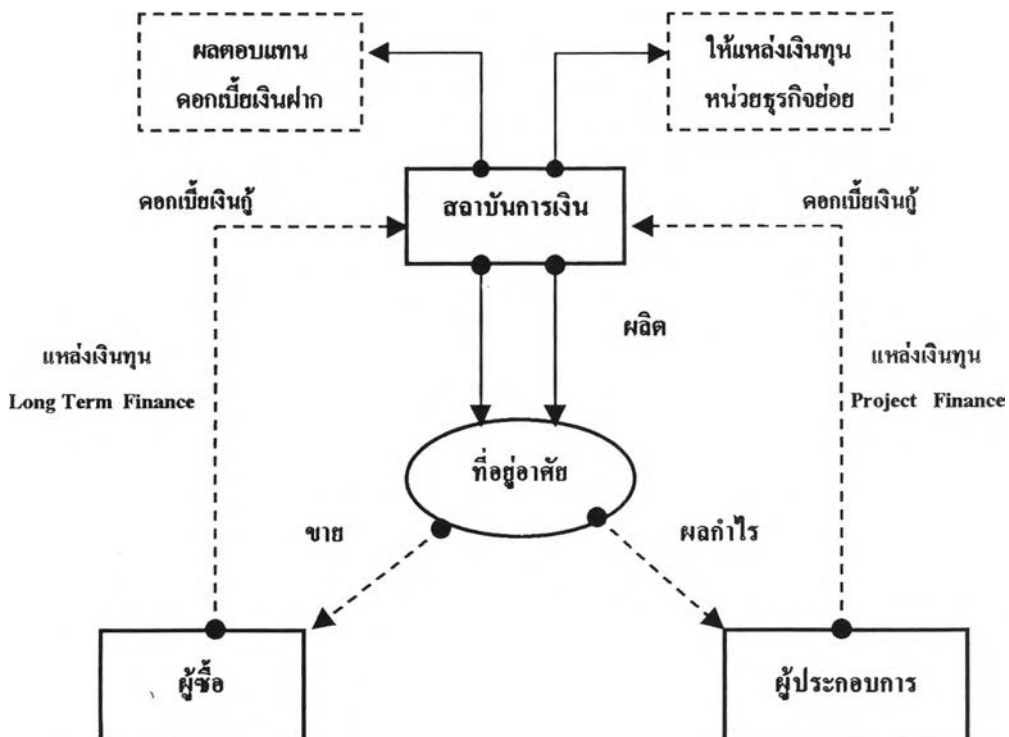 ผลตอบแทน
ดอกเบี้ยเงินฝาก
ให้แหล่งเงินทุน
หน่วยธุรกิจย่อย
ดอกเบี้ยเงินกู้
สถาบันการเงิน
ดอกเบี้ยเงินกู้
ผลิต
แหล่งเงินทุน
Long Term Finance
แหล่งเงินทุน
Project Finance
ที่อยู่อาศัย
ขาย
ผลกำไร
ผู้ซื้อ
ผู้ประกอบการ